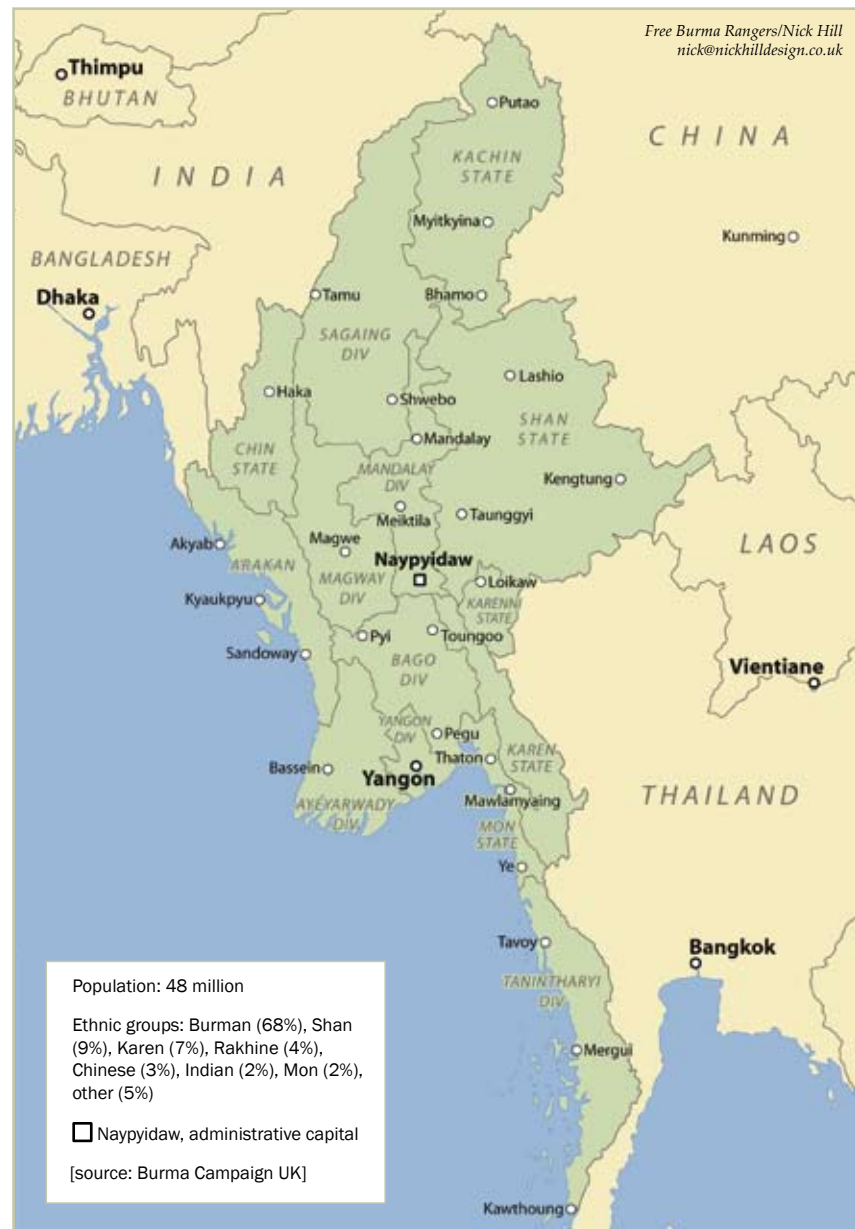 Free Burma Rangers/Nick Hill
nick@nickhilldesign.co.uk
Thimpu
BHUTAN
Putao
CHINA
KACHIN
STATE
INDIA
Myitkyina
Kunming
BANGLADESH
Dhaka
Tamu
Bhamo
SAGAING
DIV
Lashio
Haka
Shwebo
SHAN
STATE
Mandalay
CHIN
STATE
MANDALAY
DIV
Kengtung
Meiktila
Taunggyi
Akyab
Magwe
LAOS
ARAKAN
Naypyidaw
MAGWAY
DIV
Loikaw
Kyaukpyu
KARENNI
STATE
Pyi
Toungoo
Sandoway
BAGO
DIV
Vientiane
YANGON
DIV
Pegu
Thaton
KAREN
STATE
Bassein
Yangon
Mawlamyaing
THAILAND
AYEYARWADY
DIV.
MON
STATE
Ye
Tavoy
Bangkok
TANINTHARYI
DIV
Mergui
Kawthoung
Population: 48 million
Ethnic groups: Burman (68%), Shan
(9%), Karen (7%), Rakhine (4%),
Chinese (3%), Indian (2%), Mon (2%),
other (5%)
Naypyidaw, administrative capital
[source: Burma Campaign UK]